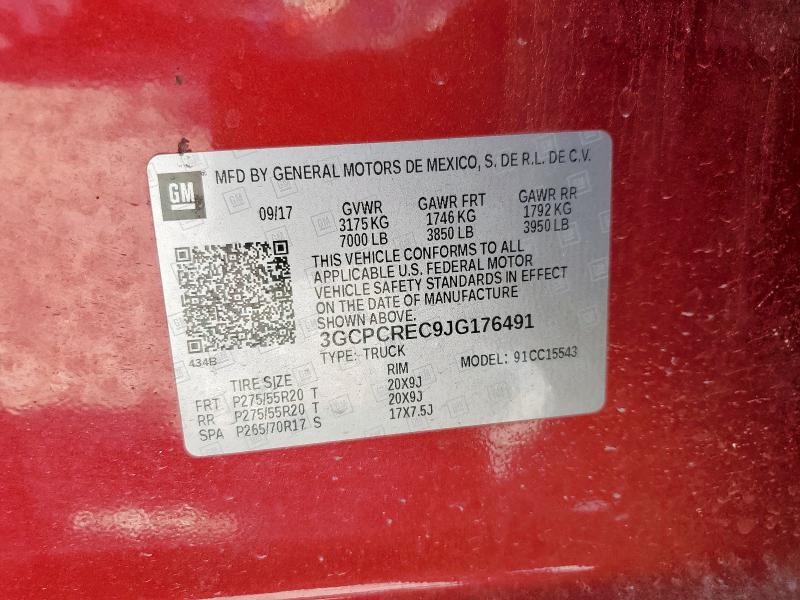 GM
MFD BY GENERAL MOTORS DE MEXICO, S. DE R.L. DE C.V.
09/17 GVWR GAWR FRT GAWR RR
3175 KG 1746 KG 1792 KG
7000 LB 3850 LB 3950 LB
THIS VEHICLE CONFORMS TO ALL
APPLICABLE U.S. FEDERAL MOTOR
VEHICLE SAFETY STANDARDS IN EFFECT
ON THE DATE OF MANUFACTURE
SHOWN ABOVE.
434B
3GCPCREC9JG176491
TYPE: TRUCK MODEL: 91CC15543
TIRE SIZE RIM
FRT P275/55R20 T 20X9J
RR P275/55R20 T 20X9J
SPA P265/70R17 S 17X7.5J